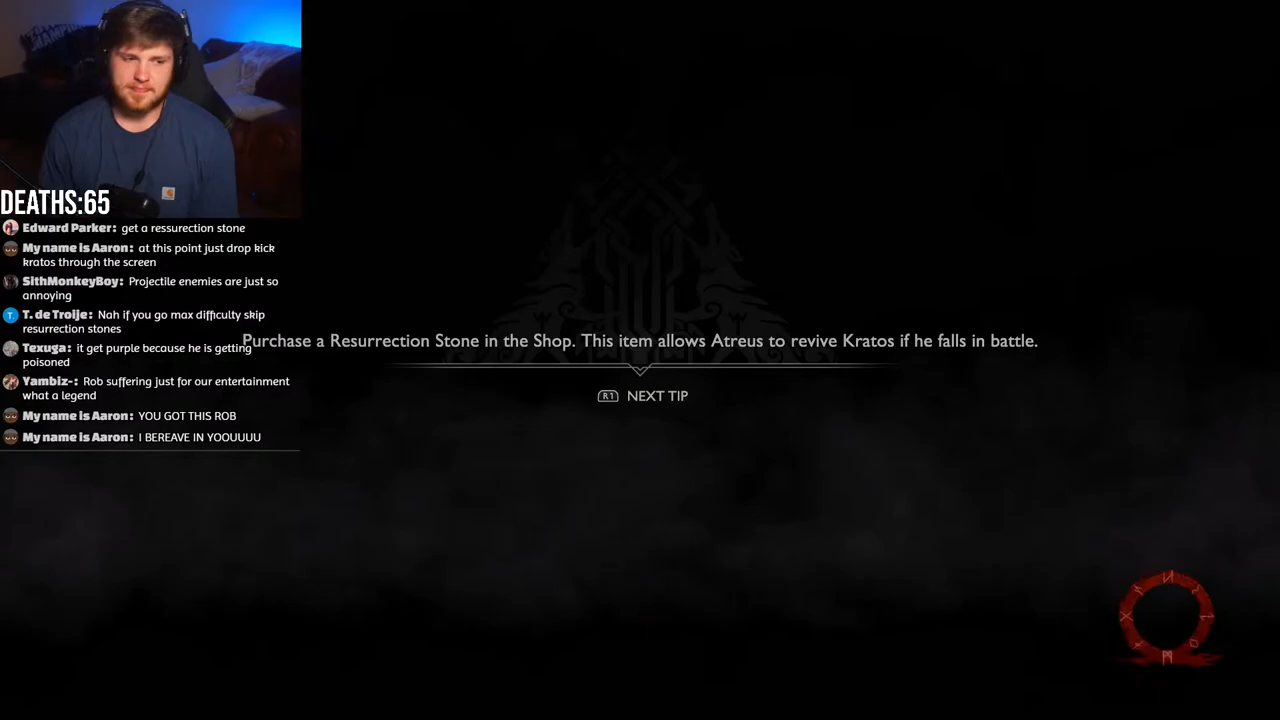 DEATHS:65
Edward Parker: get a ressurection stone
My name is Aaron: at this point just drop kick
kratos through the screen
SithMonkeyBoy: Projectile enemies are just so
annoying
T. de Troije: Nah if you go max difficulty skip
resurrection stones
Texuga: it get purple because he is getting
poisoned
Yambiz-: Rob suffering just for our entertainment
what a legend
My name is Aaron: YOU GOT THIS ROB
My name is Aaron: I BEREAVE IN YOOUUUU
Purchase a Resurrection Stone in the Shop. This item allows Atreus to revive Kratos if he falls in battle.
R1 NEXT TIP